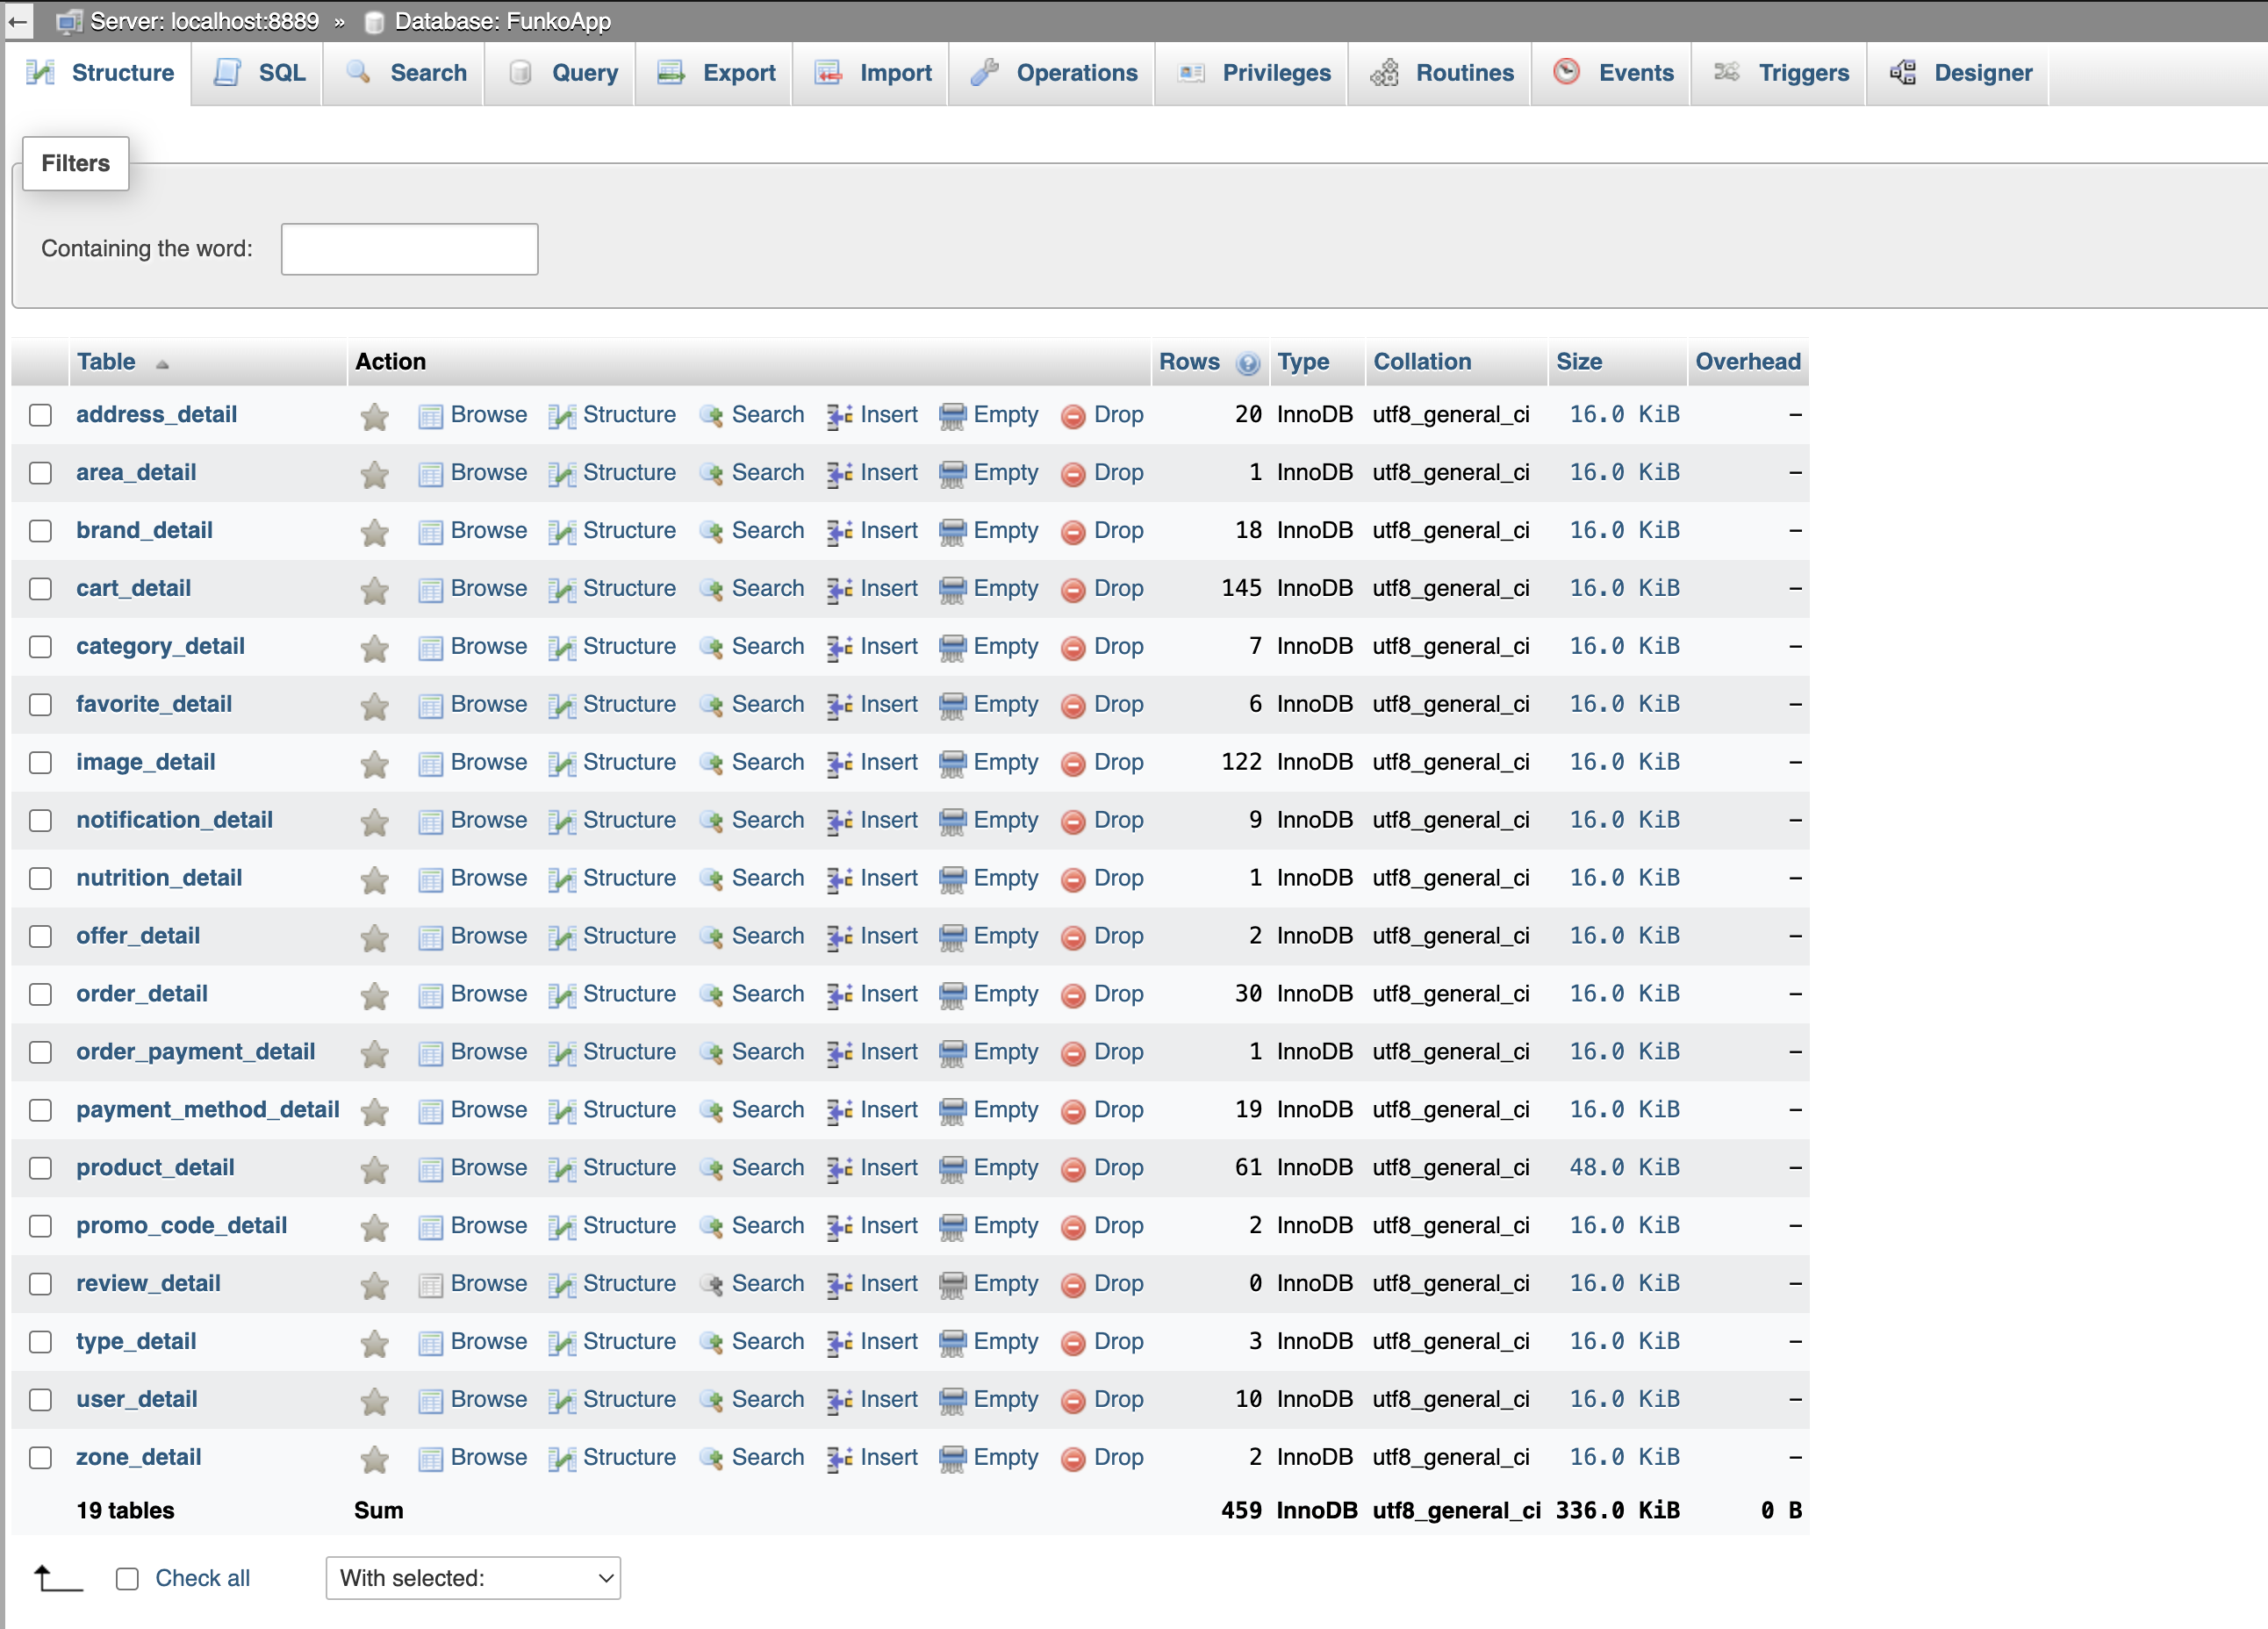 Server: localhost:8889 » Database: FunkoApp
Structure SQL Search Query Export Import Operations Privileges Routines Events Triggers Designer
Filters
Containing the word:
Table Action Rows Type Collation Size Overhead
address_detail Browse Structure Search Insert Empty Drop 20 InnoDB utf8_general_ci 16.0 KiB –
area_detail Browse Structure Search Insert Empty Drop 1 InnoDB utf8_general_ci 16.0 KiB –
brand_detail Browse Structure Search Insert Empty Drop 18 InnoDB utf8_general_ci 16.0 KiB –
cart_detail Browse Structure Search Insert Empty Drop 145 InnoDB utf8_general_ci 16.0 KiB –
category_detail Browse Structure Search Insert Empty Drop 7 InnoDB utf8_general_ci 16.0 KiB –
favorite_detail Browse Structure Search Insert Empty Drop 6 InnoDB utf8_general_ci 16.0 KiB –
image_detail Browse Structure Search Insert Empty Drop 122 InnoDB utf8_general_ci 16.0 KiB –
notification_detail Browse Structure Search Insert Empty Drop 9 InnoDB utf8_general_ci 16.0 KiB –
nutrition_detail Browse Structure Search Insert Empty Drop 1 InnoDB utf8_general_ci 16.0 KiB –
offer_detail Browse Structure Search Insert Empty Drop 2 InnoDB utf8_general_ci 16.0 KiB –
order_detail Browse Structure Search Insert Empty Drop 30 InnoDB utf8_general_ci 16.0 KiB –
order_payment_detail Browse Structure Search Insert Empty Drop 1 InnoDB utf8_general_ci 16.0 KiB –
payment_method_detail Browse Structure Search Insert Empty Drop 19 InnoDB utf8_general_ci 16.0 KiB –
product_detail Browse Structure Search Insert Empty Drop 61 InnoDB utf8_general_ci 48.0 KiB –
promo_code_detail Browse Structure Search Insert Empty Drop 2 InnoDB utf8_general_ci 16.0 KiB –
review_detail Browse Structure Search Insert Empty Drop 0 InnoDB utf8_general_ci 16.0 KiB –
type_detail Browse Structure Search Insert Empty Drop 3 InnoDB utf8_general_ci 16.0 KiB –
user_detail Browse Structure Search Insert Empty Drop 10 InnoDB utf8_general_ci 16.0 KiB –
zone_detail Browse Structure Search Insert Empty Drop 2 InnoDB utf8_general_ci 16.0 KiB –
19 tables Sum 459 InnoDB utf8_general_ci 336.0 KiB 0 B
Check all With selected: